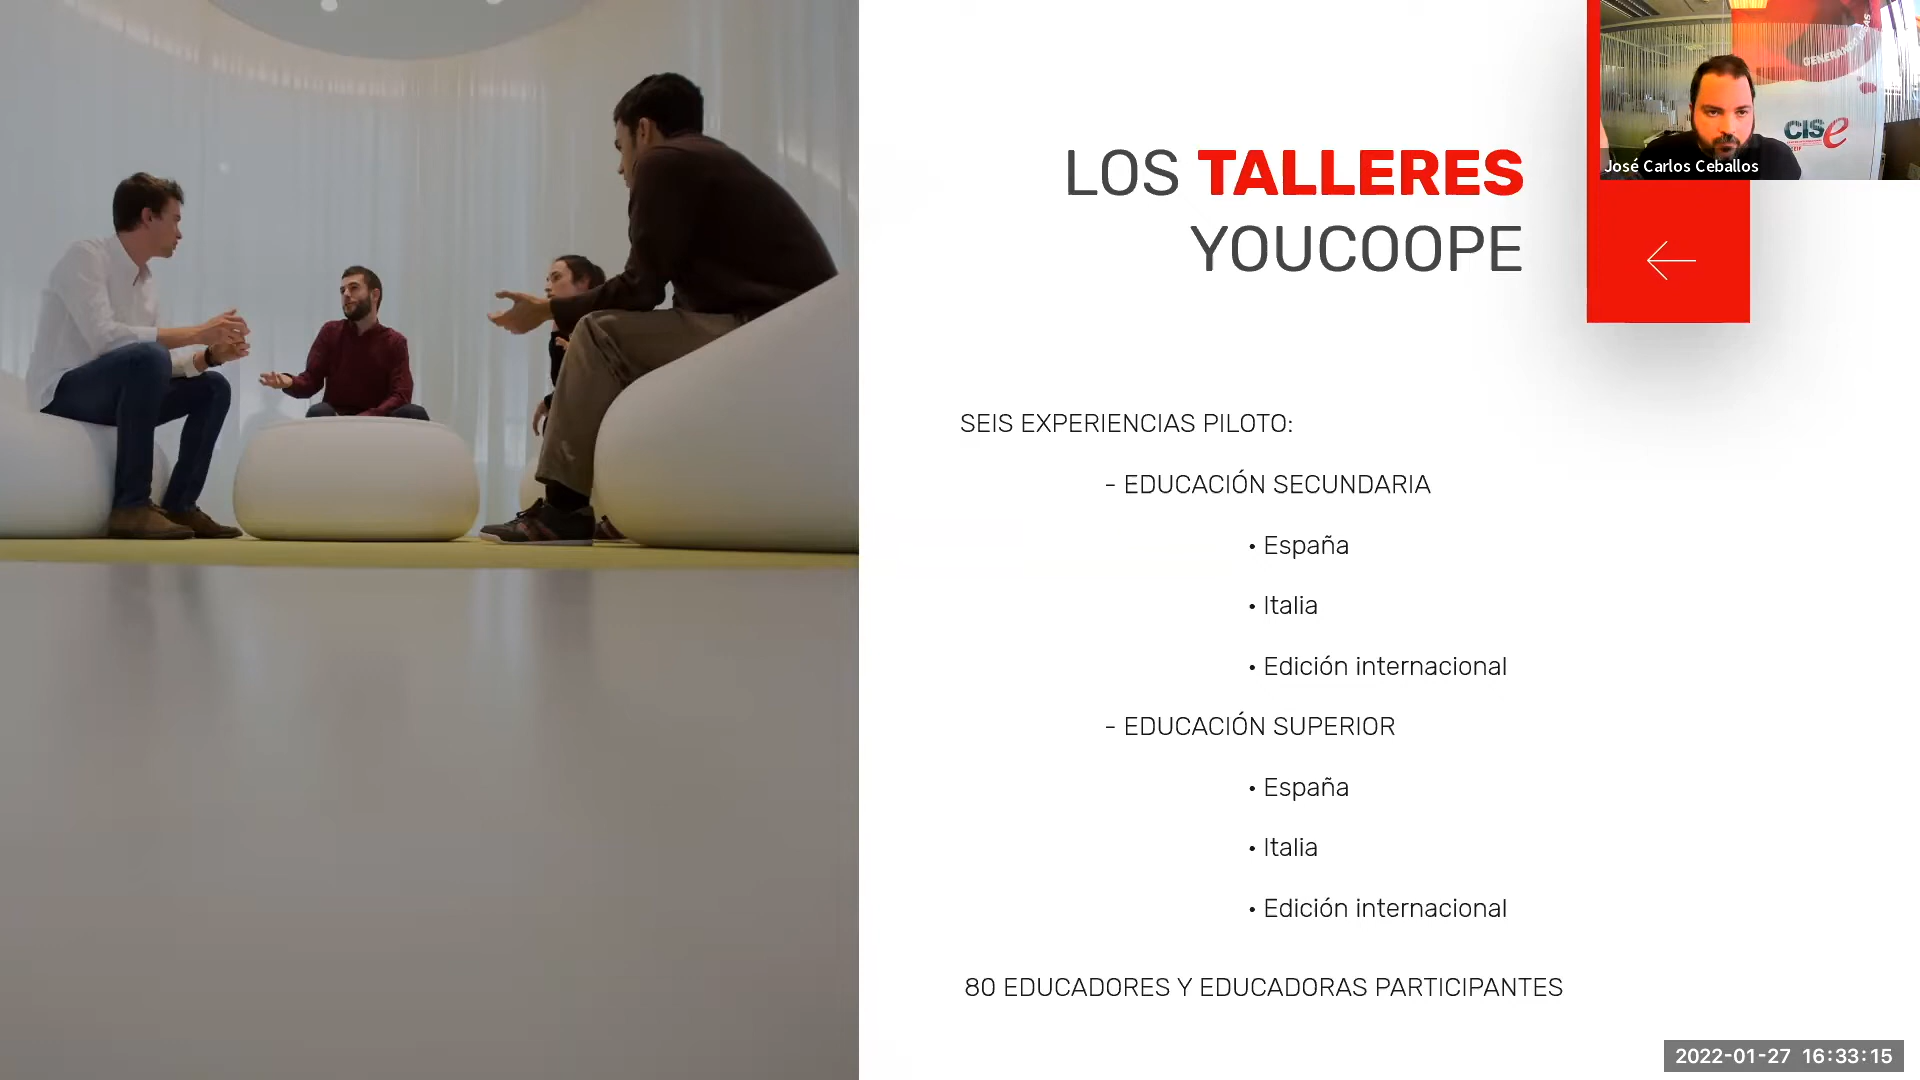 LOS TALLERES
YOUCOOPE
GENERANDO
CISe
José Carlos Ceballos
SEIS EXPERIENCIAS PILOTO:
- EDUCACIÓN SECUNDARIA
• España
• Italia
• Edición internacional
- EDUCACIÓN SUPERIOR
• España
• Italia
• Edición internacional
80 EDUCADORES Y EDUCADORAS PARTICIPANTES
2022-01-27 16:33:15